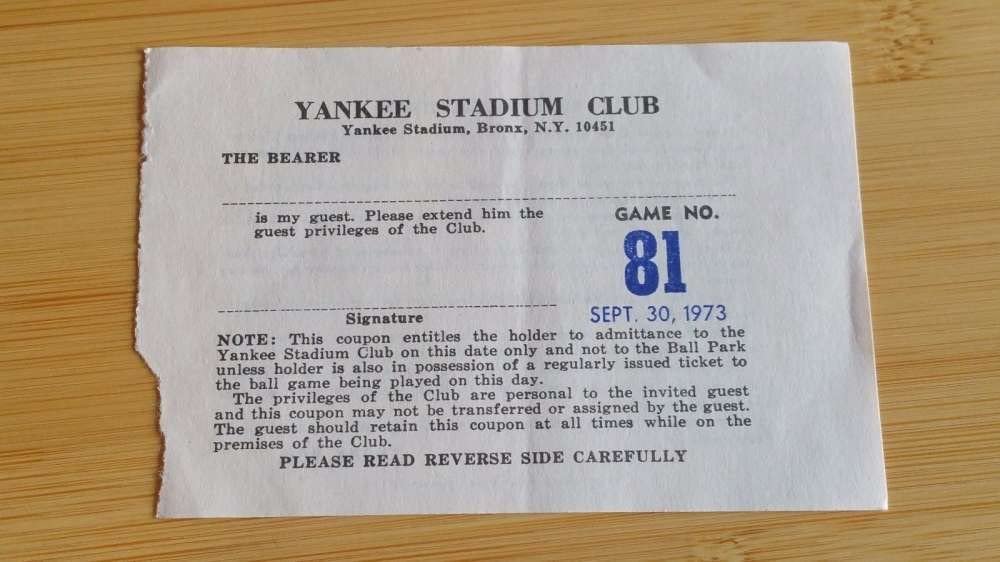 YANKEE STADIUM CLUB
Yankee Stadium, Bronx, N.Y. 10451
THE BEARER
is my guest. Please extend him the
guest privileges of the Club.
GAME NO.
81
SEPT. 30, 1973
Signature
NOTE: This coupon entitles the holder to admittance to the
Yankee Stadium Club on this date only and not to the Ball Park
unless holder is also in possession of a regularly issued ticket to
the ball game being played on this day.
The privileges of the Club are personal to the invited guest
and this coupon may not be transferred or assigned by the guest.
The guest should retain this coupon at all times while on the
premises of the Club.
PLEASE READ REVERSE SIDE CAREFULLY